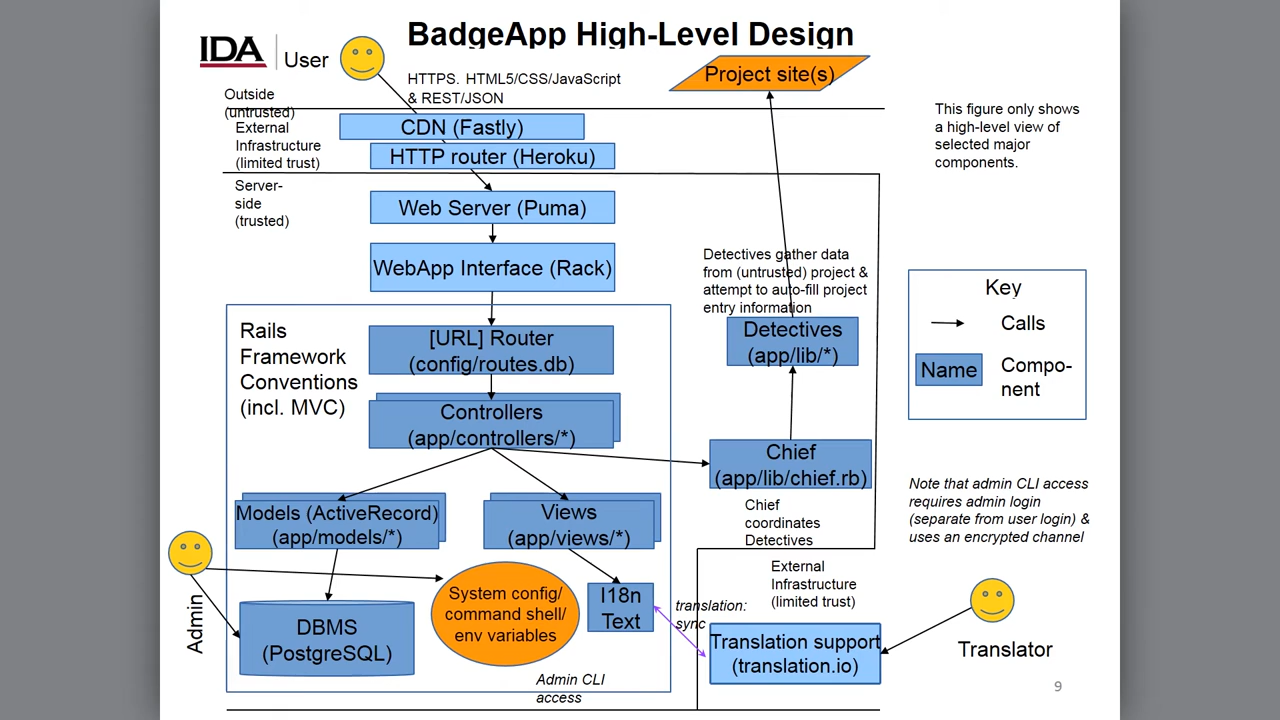 BadgeApp High-Level Design
IDA
User
HTTPS. HTML5/CSS/JavaScript
& REST/JSON
Project site(s)
Outside
(untrusted)
External
Infrastructure
(limited trust)
CDN (Fastly)
HTTP router (Heroku)
This figure only shows
a high-level view of
selected major
components.
Server-
side
(trusted)
Web Server (Puma)
WebApp Interface (Rack)
Detectives gather data
from (untrusted) project &
attempt to auto-fill project
entry information
Key
Calls
Name
Compo-
nent
Rails
Framework
Conventions
(incl. MVC)
[URL] Router
(config/routes.db)
Detectives
(app/lib/*)
Controllers
(app/controllers/*)
Chief
(app/lib/chief.rb)
Chief
coordinates
Detectives
Note that admin CLI access
requires admin login
(separate from user login) &
uses an encrypted channel
Models (ActiveRecord)
(app/models/*)
Views
(app/views/*)
External
Infrastructure
(limited trust)
Admin
DBMS
(PostgreSQL)
System config/
command shell/
env variables
I18n
Text
translation:
sync
Translation support
(translation.io)
Translator
Admin CLI
access
9